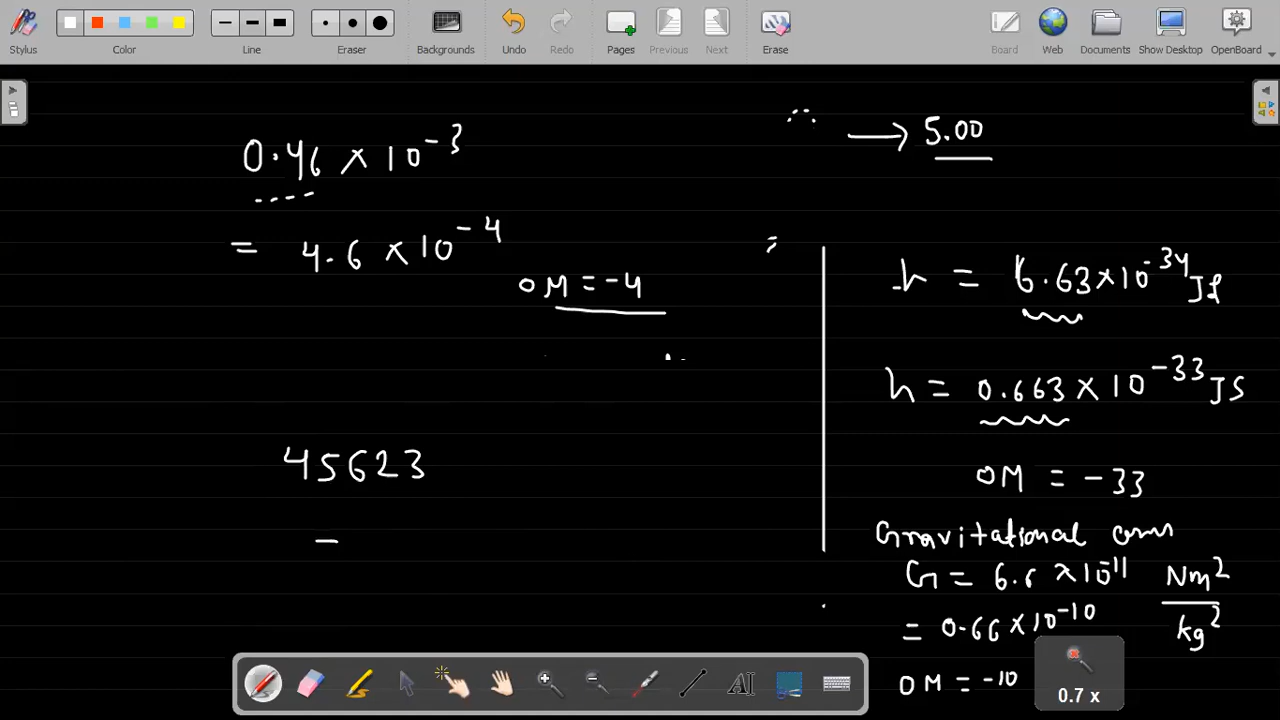 Stylus Color Line Eraser Backgrounds Undo Redo Pages Previous Next Erase Board Web Documents Show Desktop OpenBoard
0.46 × 10⁻³
= 4.6 × 10⁻⁴
OM = -4
45623
→ 5.00
h = 6.63 × 10⁻³⁴ Js
h = 0.663 × 10⁻³³ JS
OM = -33
Gravitational cons
G = 6.6 × 10⁻¹¹ Nm²/kg²
= 0.66 × 10⁻¹⁰
OM = -10
0.7 x